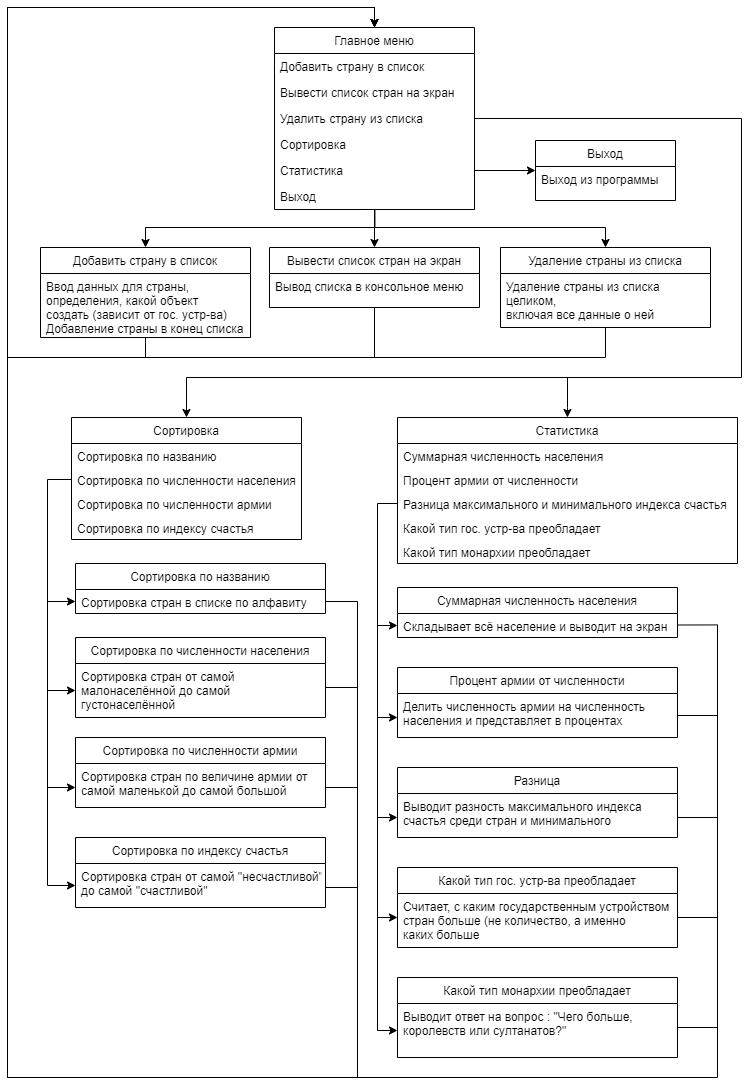 Главное меню
Добавить страну в список
Вывести список стран на экран
Удалить страну из списка
Сортировка
Статистика
Выход
Выход
Выход из программы
Добавить страну в список
Ввод данных для страны,
определения, какой объект
создать (зависит от гос. устр-ва)
Добавление страны в конец списка
Вывести список стран на экран
Вывод списка в консольное меню
Удаление страны из списка
Удаление страны из списка
целиком,
включая все данные о ней
Сортировка
Сортировка по названию
Сортировка по численности населения
Сортировка по численности армии
Сортировка по индексу счастья
Сортировка по названию
Сортировка стран в списке по алфавиту
Сортировка по численности населения
Сортировка стран от самой
малонаселённой до самой
густонаселённой
Сортировка по численности армии
Сортировка стран по величине армии от
самой маленькой до самой большой
Сортировка по индексу счастья
Сортировка стран от самой "несчастливой"
до самой "счастливой"
Статистика
Суммарная численность населения
Процент армии от численности
Разница максимального и минимального индекса счастья
Какой тип гос. устр-ва преобладает
Какой тип монархии преобладает
Суммарная численность населения
Складывает всё население и выводит на экран
Процент армии от численности
Делить численность армии на численность
населения и представляет в процентах
Разница
Выводит разность максимального индекса
счастья среди стран и минимального
Какой тип гос. устр-ва преобладает
Считает, с каким государственным устройством
стран больше (не количество, а именно
каких больше
Какой тип монархии преобладает
Выводит ответ на вопрос : "Чего больше,
королевств или султанатов?"